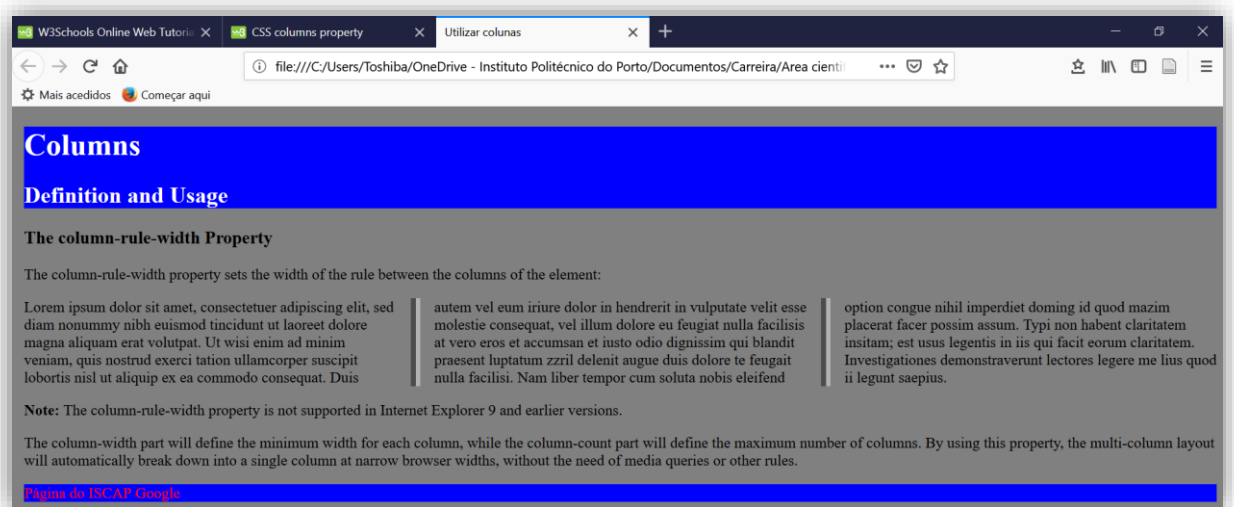 W3Schools Online Web Tutoria
CSS columns property
Utilizar colunas
file:///C:/Users/Toshiba/OneDrive - Instituto Politécnico do Porto/Documentos/Carreira/Area cientif
Mais acedidos
Começar aqui
Columns
Definition and Usage
The column-rule-width Property
The column-rule-width property sets the width of the rule between the columns of the element:
Lorem ipsum dolor sit amet, consectetuer adipiscing elit, sed
diam nonummy nibh euismod tincidunt ut laoreet dolore
magna aliquam erat volutpat. Ut wisi enim ad minim
veniam, quis nostrud exerci tation ullamcorper suscipit
lobortis nisl ut aliquip ex ea commodo consequat. Duis
autem vel eum iriure dolor in hendrerit in vulputate velit esse
molestie consequat, vel illum dolore eu feugiat nulla facilisis
at vero eros et accumsan et iusto odio dignissim qui blandit
praesent luptatum zzril delenit augue duis dolore te feugait
nulla facilisi. Nam liber tempor cum soluta nobis eleifend
option congue nihil imperdiet doming id quod mazim
placerat facer possim assum. Typi non habent claritatem
insitam; est usus legentis in iis qui facit eorum claritatem.
Investigationes demonstraverunt lectores legere me lius quod
ii legunt saepius.
Note: The column-rule-width property is not supported in Internet Explorer 9 and earlier versions.
The column-width part will define the minimum width for each column, while the column-count part will define the maximum number of columns. By using this property, the multi-column layout
will automatically break down into a single column at narrow browser widths, without the need of media queries or other rules.
Página do ISCAP Google